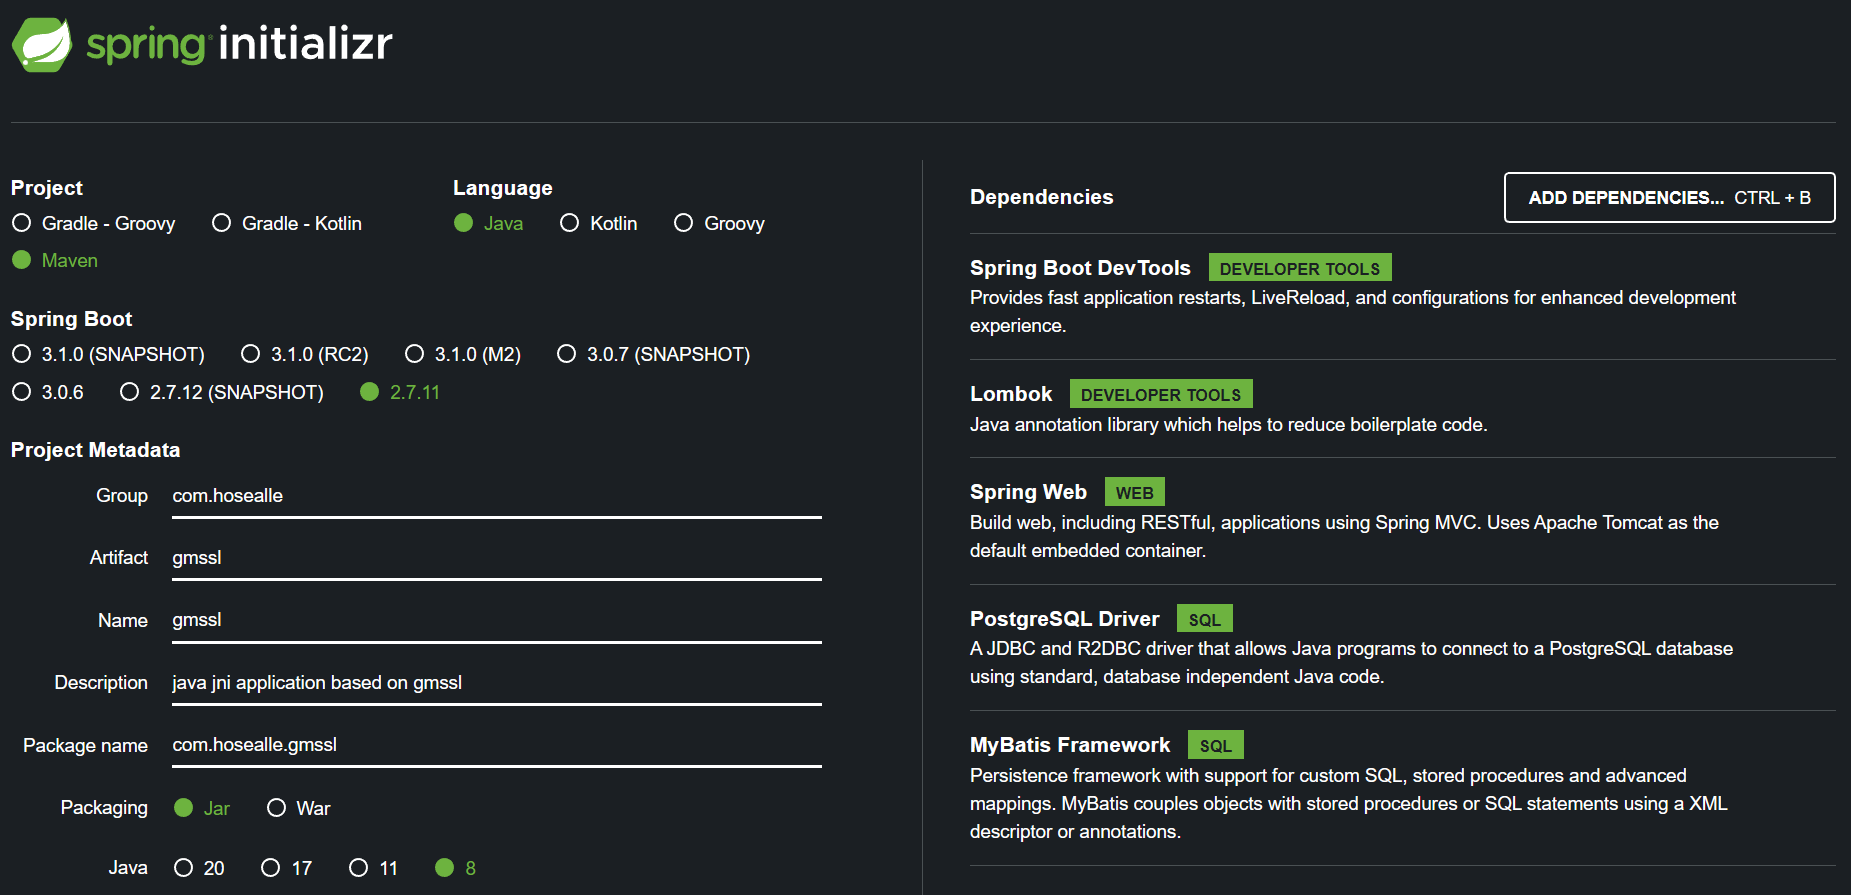 spring initializr
Project
Gradle - Groovy Gradle - Kotlin
Maven
Language
Java Kotlin Groovy
Spring Boot
3.1.0 (SNAPSHOT) 3.1.0 (RC2) 3.1.0 (M2) 3.0.7 (SNAPSHOT)
3.0.6 2.7.12 (SNAPSHOT) 2.7.11
Project Metadata
Group com.hosealle
Artifact gmssl
Name gmssl
Description java jni application based on gmssl
Package name com.hosealle.gmssl
Packaging Jar War
Java 20 17 11 8
Dependencies
ADD DEPENDENCIES... CTRL + B
Spring Boot DevTools DEVELOPER TOOLS
Provides fast application restarts, LiveReload, and configurations for enhanced development
experience.
Lombok DEVELOPER TOOLS
Java annotation library which helps to reduce boilerplate code.
Spring Web WEB
Build web, including RESTful, applications using Spring MVC. Uses Apache Tomcat as the
default embedded container.
PostgreSQL Driver SQL
A JDBC and R2DBC driver that allows Java programs to connect to a PostgreSQL database
using standard, database independent Java code.
MyBatis Framework SQL
Persistence framework with support for custom SQL, stored procedures and advanced
mappings. MyBatis couples objects with stored procedures or SQL statements using a XML
descriptor or annotations.